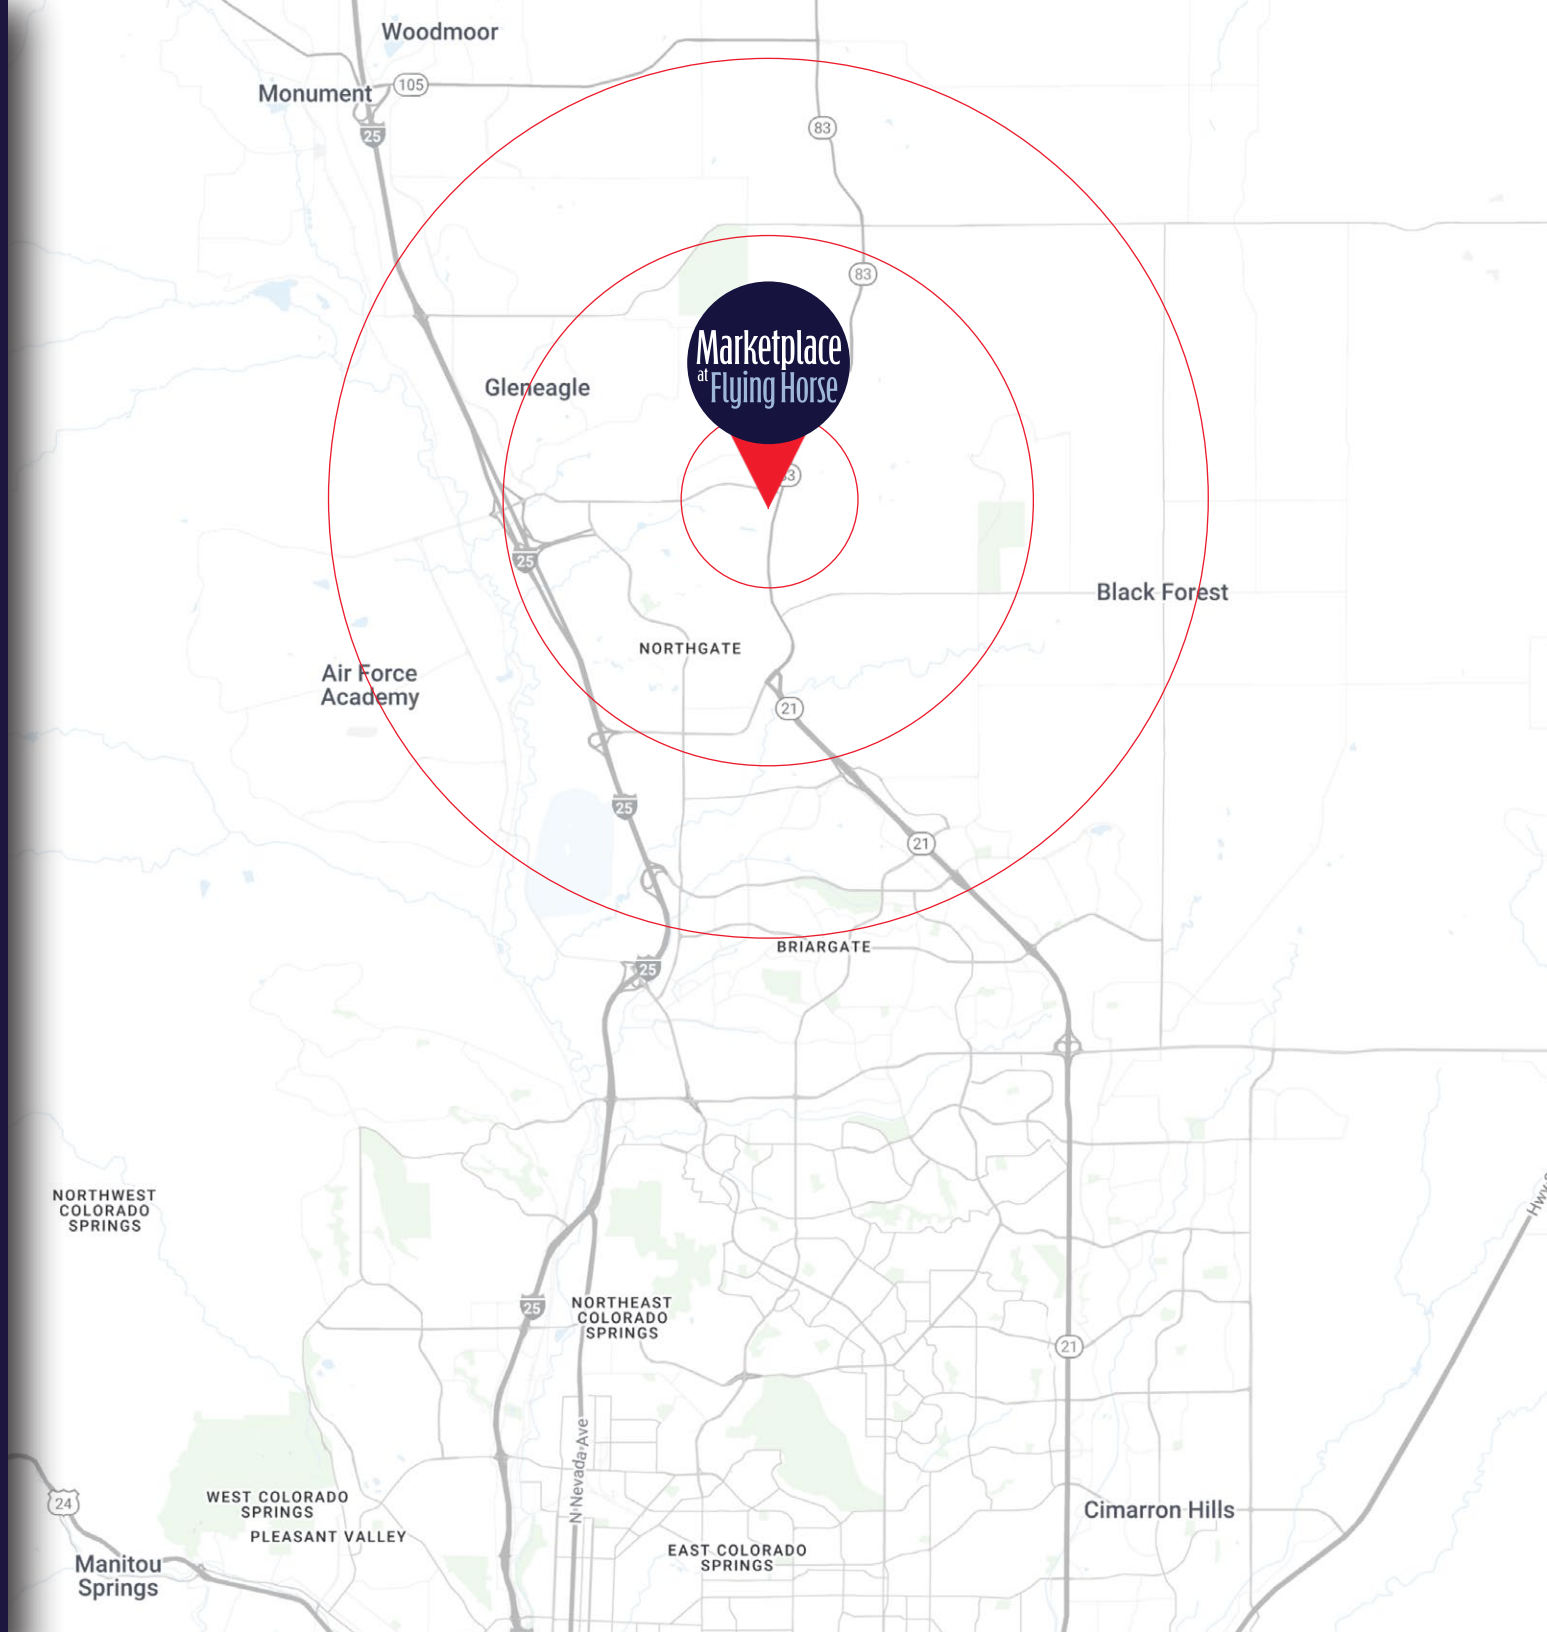 Woodmoor
Monument
105
25
83
83
Marketplace
at Flying Horse
Gleneagle
25
Black Forest
NORTHGATE
Air Force
Academy
21
25
21
BRIARGATE
25
NORTHWEST
COLORADO
SPRINGS
25
NORTHEAST
COLORADO
SPRINGS
21
N Nevada Ave
24
WEST COLORADO
SPRINGS
PLEASANT VALLEY
Cimarron Hills
EAST COLORADO
SPRINGS
Manitou
Springs
Hwy